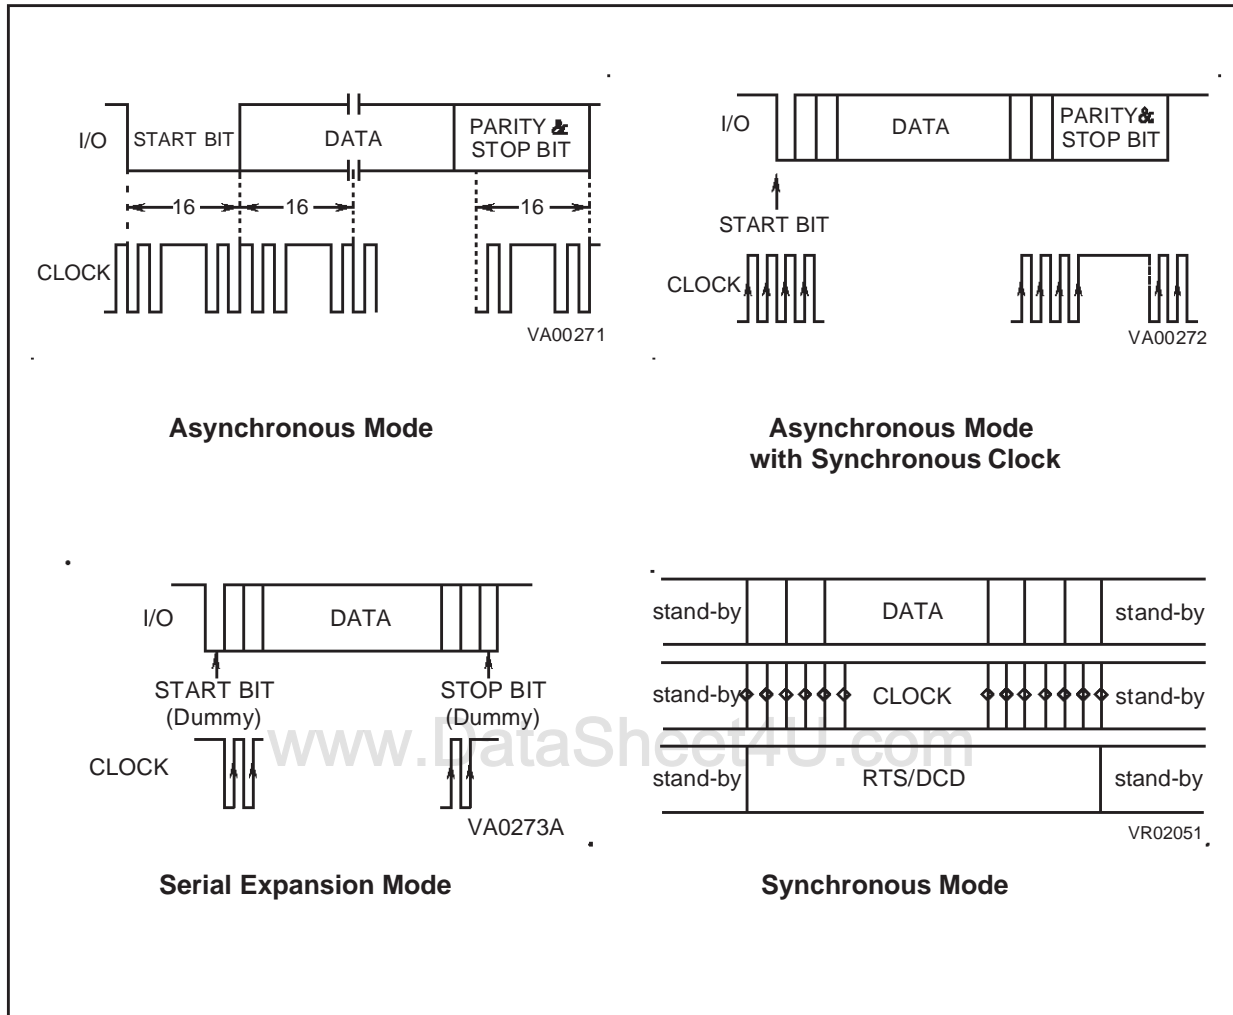 I/O START BIT DATA PARITY & STOP BIT
16 16 16
CLOCK
VA00271
Asynchronous Mode
I/O DATA PARITY & STOP BIT
START BIT
CLOCK
VA00272
Asynchronous Mode
with Synchronous Clock
I/O DATA
START BIT
(Dummy)
STOP BIT
(Dummy)
CLOCK
VA0273A
Serial Expansion Mode
stand-by DATA stand-by
stand-by CLOCK stand-by
stand-by RTS/DCD stand-by
VR02051
Synchronous Mode
www.DataSheet4U.com